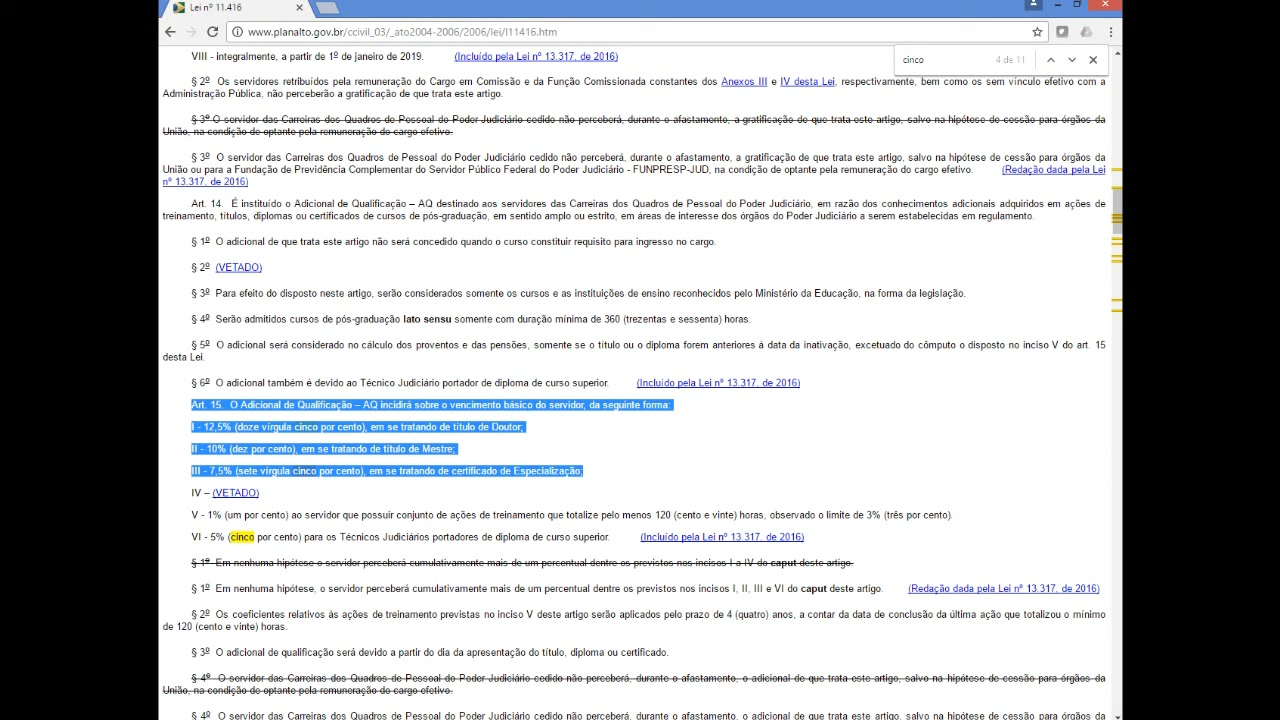 Lei nº 11.416
www.planalto.gov.br/ccivil_03/_ato2004-2006/2006/lei/l11416.htm
cinco 4 de 11
VIII - integralmente, a partir de 1º de janeiro de 2019. (Incluído pela Lei nº 13.317, de 2016)
§ 2º Os servidores retribuídos pela remuneração do Cargo em Comissão e da Função Comissionada constantes dos Anexos III e IV desta Lei, respectivamente, bem como os sem vínculo efetivo com a
Administração Pública, não perceberão a gratificação de que trata este artigo.
§ 3º O servidor das Carreiras dos Quadros de Pessoal do Poder Judiciário cedido não perceberá, durante o afastamento, a gratificação de que trata este artigo, salvo na hipótese de cessão para órgãos da
União, na condição de optante pela remuneração do cargo efetivo.
§ 3º O servidor das Carreiras dos Quadros de Pessoal do Poder Judiciário cedido não perceberá, durante o afastamento, a gratificação de que trata este artigo, salvo na hipótese de cessão para órgãos da
União ou para a Fundação de Previdência Complementar do Servidor Público Federal do Poder Judiciário - FUNPRESP-JUD, na condição de optante pela remuneração do cargo efetivo. (Redação dada pela Lei
nº 13.317, de 2016)
Art. 14. É instituído o Adicional de Qualificação – AQ destinado aos servidores das Carreiras dos Quadros de Pessoal do Poder Judiciário, em razão dos conhecimentos adicionais adquiridos em ações de
treinamento, títulos, diplomas ou certificados de cursos de pós-graduação, em sentido amplo ou estrito, em áreas de interesse dos órgãos do Poder Judiciário a serem estabelecidas em regulamento.
§ 1º O adicional de que trata este artigo não será concedido quando o curso constituir requisito para ingresso no cargo.
§ 2º (VETADO)
§ 3º Para efeito do disposto neste artigo, serão considerados somente os cursos e as instituições de ensino reconhecidos pelo Ministério da Educação, na forma da legislação.
§ 4º Serão admitidos cursos de pós-graduação lato sensu somente com duração mínima de 360 (trezentas e sessenta) horas.
§ 5º O adicional será considerado no cálculo dos proventos e das pensões, somente se o título ou o diploma forem anteriores à data da inativação, excetuado do cômputo o disposto no inciso V do art. 15
desta Lei.
§ 6º O adicional também é devido ao Técnico Judiciário portador de diploma de curso superior. (Incluído pela Lei nº 13.317, de 2016)
Art. 15. O Adicional de Qualificação – AQ incidirá sobre o vencimento básico do servidor, da seguinte forma:
I - 12,5% (doze vírgula cinco por cento), em se tratando de título de Doutor;
II - 10% (dez por cento), em se tratando de título de Mestre;
III - 7,5% (sete vírgula cinco por cento), em se tratando de certificado de Especialização;
IV – (VETADO)
V - 1% (um por cento) ao servidor que possuir conjunto de ações de treinamento que totalize pelo menos 120 (cento e vinte) horas, observado o limite de 3% (três por cento).
VI - 5% (cinco por cento) para os Técnicos Judiciários portadores de diploma de curso superior. (Incluído pela Lei nº 13.317, de 2016)
§ 1º Em nenhuma hipótese o servidor perceberá cumulativamente mais de um percentual dentre os previstos nos incisos I a IV do caput deste artigo.
§ 1º Em nenhuma hipótese, o servidor perceberá cumulativamente mais de um percentual dentre os previstos nos incisos I, II, III e VI do caput deste artigo. (Redação dada pela Lei nº 13.317, de 2016)
§ 2º Os coeficientes relativos às ações de treinamento previstas no inciso V deste artigo serão aplicados pelo prazo de 4 (quatro) anos, a contar da data de conclusão da última ação que totalizou o mínimo
de 120 (cento e vinte) horas.
§ 3º O adicional de qualificação será devido a partir do dia da apresentação do título, diploma ou certificado.
§ 4º O servidor das Carreiras dos Quadros de Pessoal do Poder Judiciário cedido não perceberá, durante o afastamento, o adicional de que trata este artigo, salvo na hipótese de cessão para órgãos da
União, na condição de optante pela remuneração do cargo efetivo.
§ 4º O servidor das Carreiras dos Quadros de Pessoal do Poder Judiciário cedido não perceberá, durante o afastamento, o adicional de que trata este artigo, salvo na hipótese de cessão para órgãos da